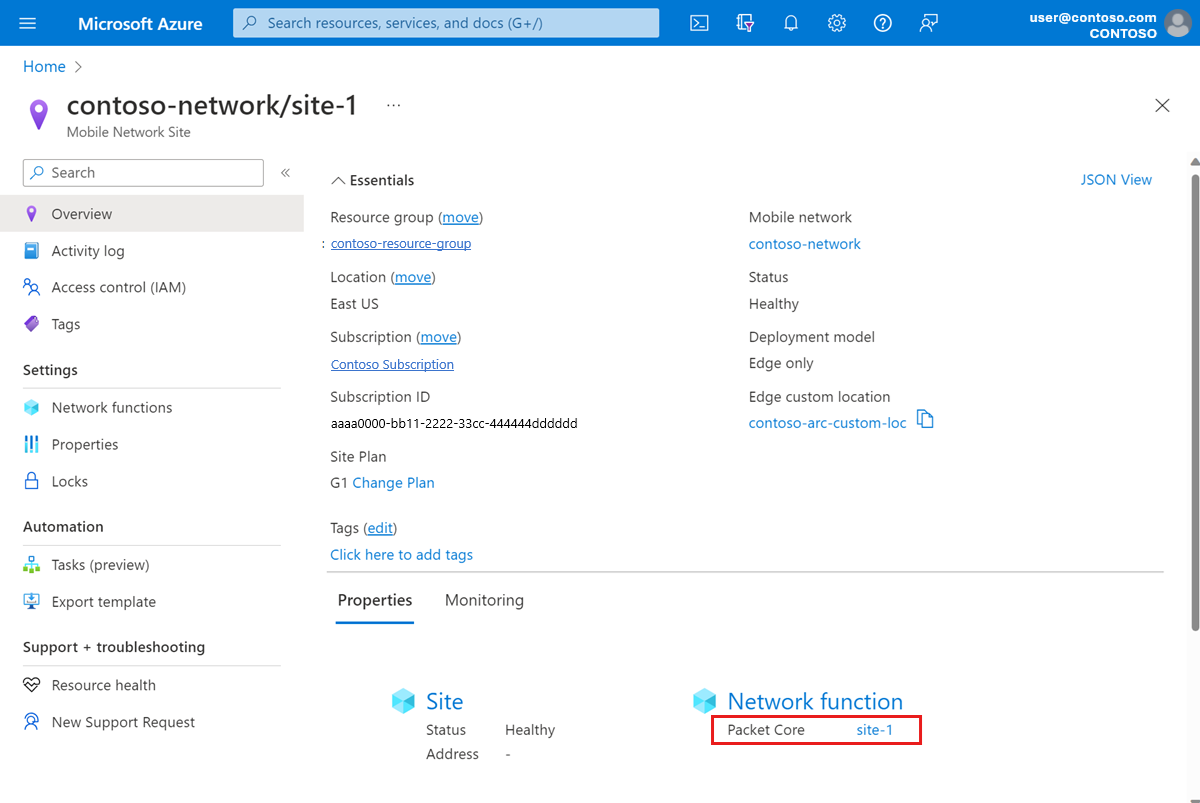 Microsoft Azure
Search resources, services, and docs (G+/)
user@contoso.com
CONTOSO
Home
contoso-network/site-1
...
Mobile Network Site
Search
«
Overview
Activity log
Access control (IAM)
Tags
Settings
Network functions
Properties
Locks
Automation
Tasks (preview)
Export template
Support + troubleshooting
Resource health
New Support Request
Essentials
JSON View
Resource group (move)
: contoso-resource-group
Location (move)
East US
Subscription (move)
Contoso Subscription
Subscription ID
aaaa0000-bb11-2222-33cc-444444dddddd
Site Plan
G1 Change Plan
Tags (edit)
Click here to add tags
Mobile network
contoso-network
Status
Healthy
Deployment model
Edge only
Edge custom location
contoso-arc-custom-loc
Properties Monitoring
Site
Status Healthy
Address -
Network function
Packet Core site-1